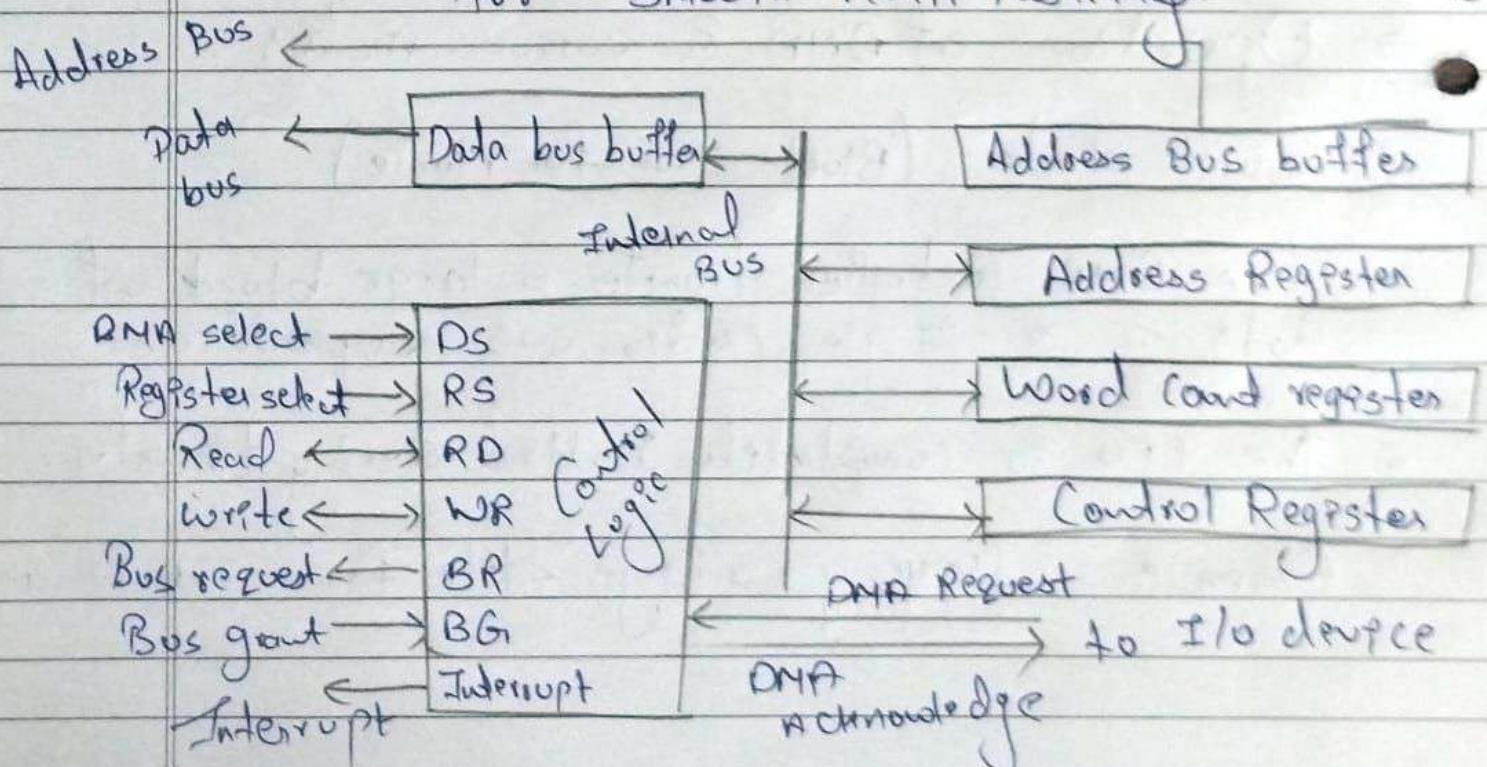 Address Bus
Data bus buffer
Address Bus buffer
Data
bus
Internal
BUS
Address Register
DMA select
DS
Register select
RS
Word Count register
Read
RD
Control
Logic
write
WR
Control Register
Bus request
BR
DMA Request
Bus grant
BG
to I/o device
Interrupt
Interrupt
DMA
Acknowledge